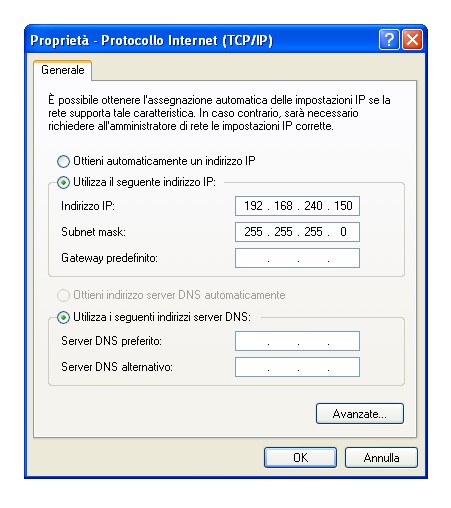 Proprietà - Protocollo Internet (TCP/IP)
Generale
È possibile ottenere l'assegnazione automatica delle impostazioni IP se la
rete supporta tale caratteristica. In caso contrario, sarà necessario
richiedere all'amministratore di rete le impostazioni IP corrette.
Ottieni automaticamente un indirizzo IP
Utilizza il seguente indirizzo IP:
Indirizzo IP: 192 . 168 . 240 . 150
Subnet mask: 255 . 255 . 255 . 0
Gateway predefinito: . . .
Ottieni indirizzo server DNS automaticamente
Utilizza i seguenti indirizzi server DNS:
Server DNS preferito: . . .
Server DNS alternativo: . . .
Avanzate...
OK Annulla